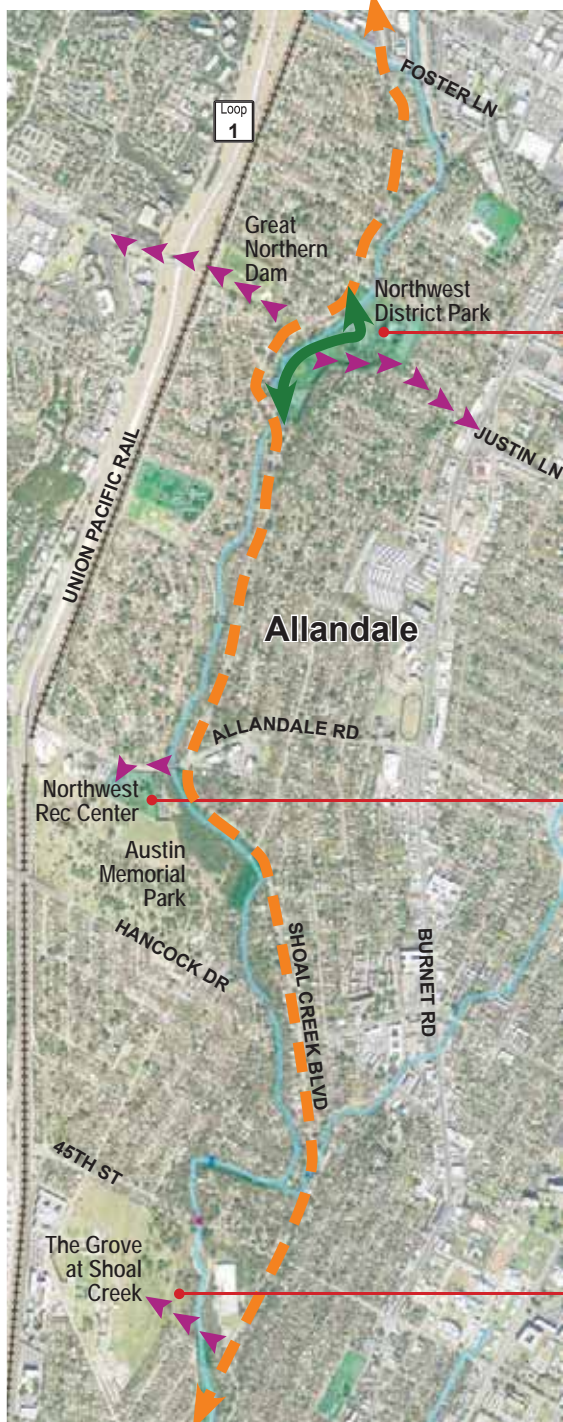 FOSTER LN
Loop
1
Great
Northern
Dam
Northwest
District Park
JUSTIN LN
UNION PACIFIC RAIL
Allandale
ALLANDALE RD
Northwest
Rec Center
Austin
Memorial
Park
HANCOCK DR
SHOAL CREEK BLVD
BURNET RD
45TH ST
The Grove
at Shoal
Creek